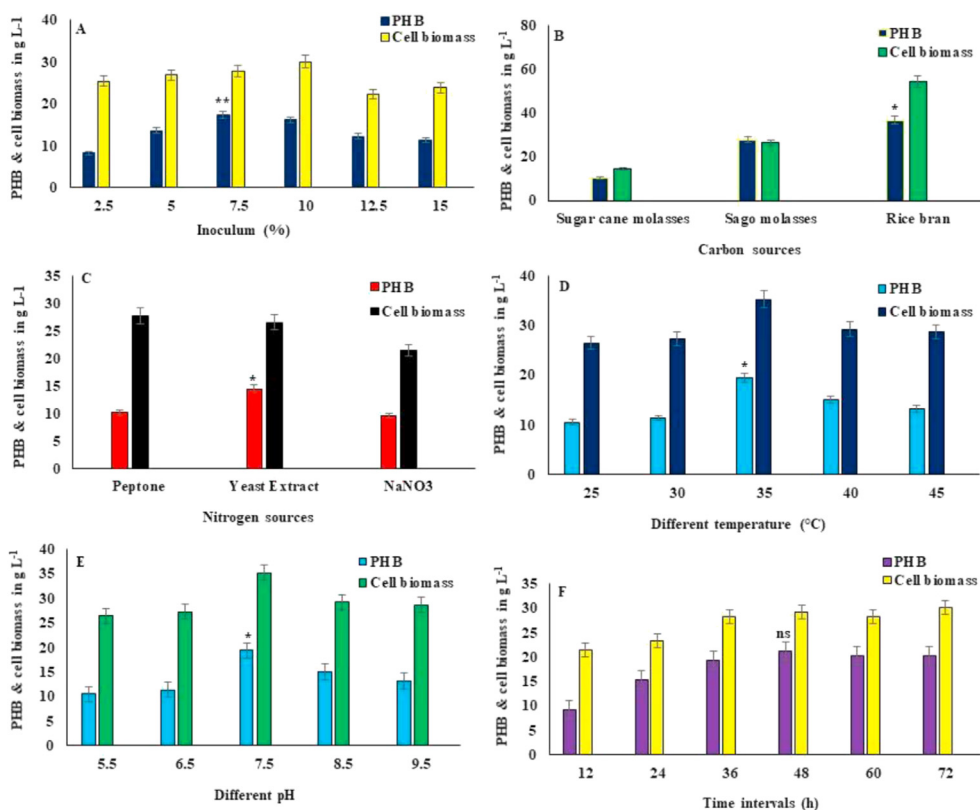 A
PHB
Cell biomass
PHB & cell biomass in g L-1
40
30
20
10
0
**
2.5 5 7.5 10 12.5 15
Inoculum (%)
B
PHB
Cell biomass
PHB & cell biomass in g L-1
80
60
40
20
0
*
Sugar cane molasses Sago molasses Rice bran
Carbon sources
C
PHB
Cell biomass
PHB & cell biomass in g L-1
35
30
25
20
15
10
5
0
*
Peptone Yeast Extract NaNO3
Nitrogen sources
D
PHB
Cell biomass
PHB & cell biomass in g L-1
40
30
20
10
0
*
25 30 35 40 45
Different temperature (°C)
E
PHB
Cell biomass
PHB & cell biomass in g L-1
40
35
30
25
20
15
10
5
0
*
5.5 6.5 7.5 8.5 9.5
Different pH
F
PHB
Cell biomass
PHB & cell biomass in g L-1
35
30
25
20
15
10
5
0
ns
12 24 36 48 60 72
Time intervals (h)